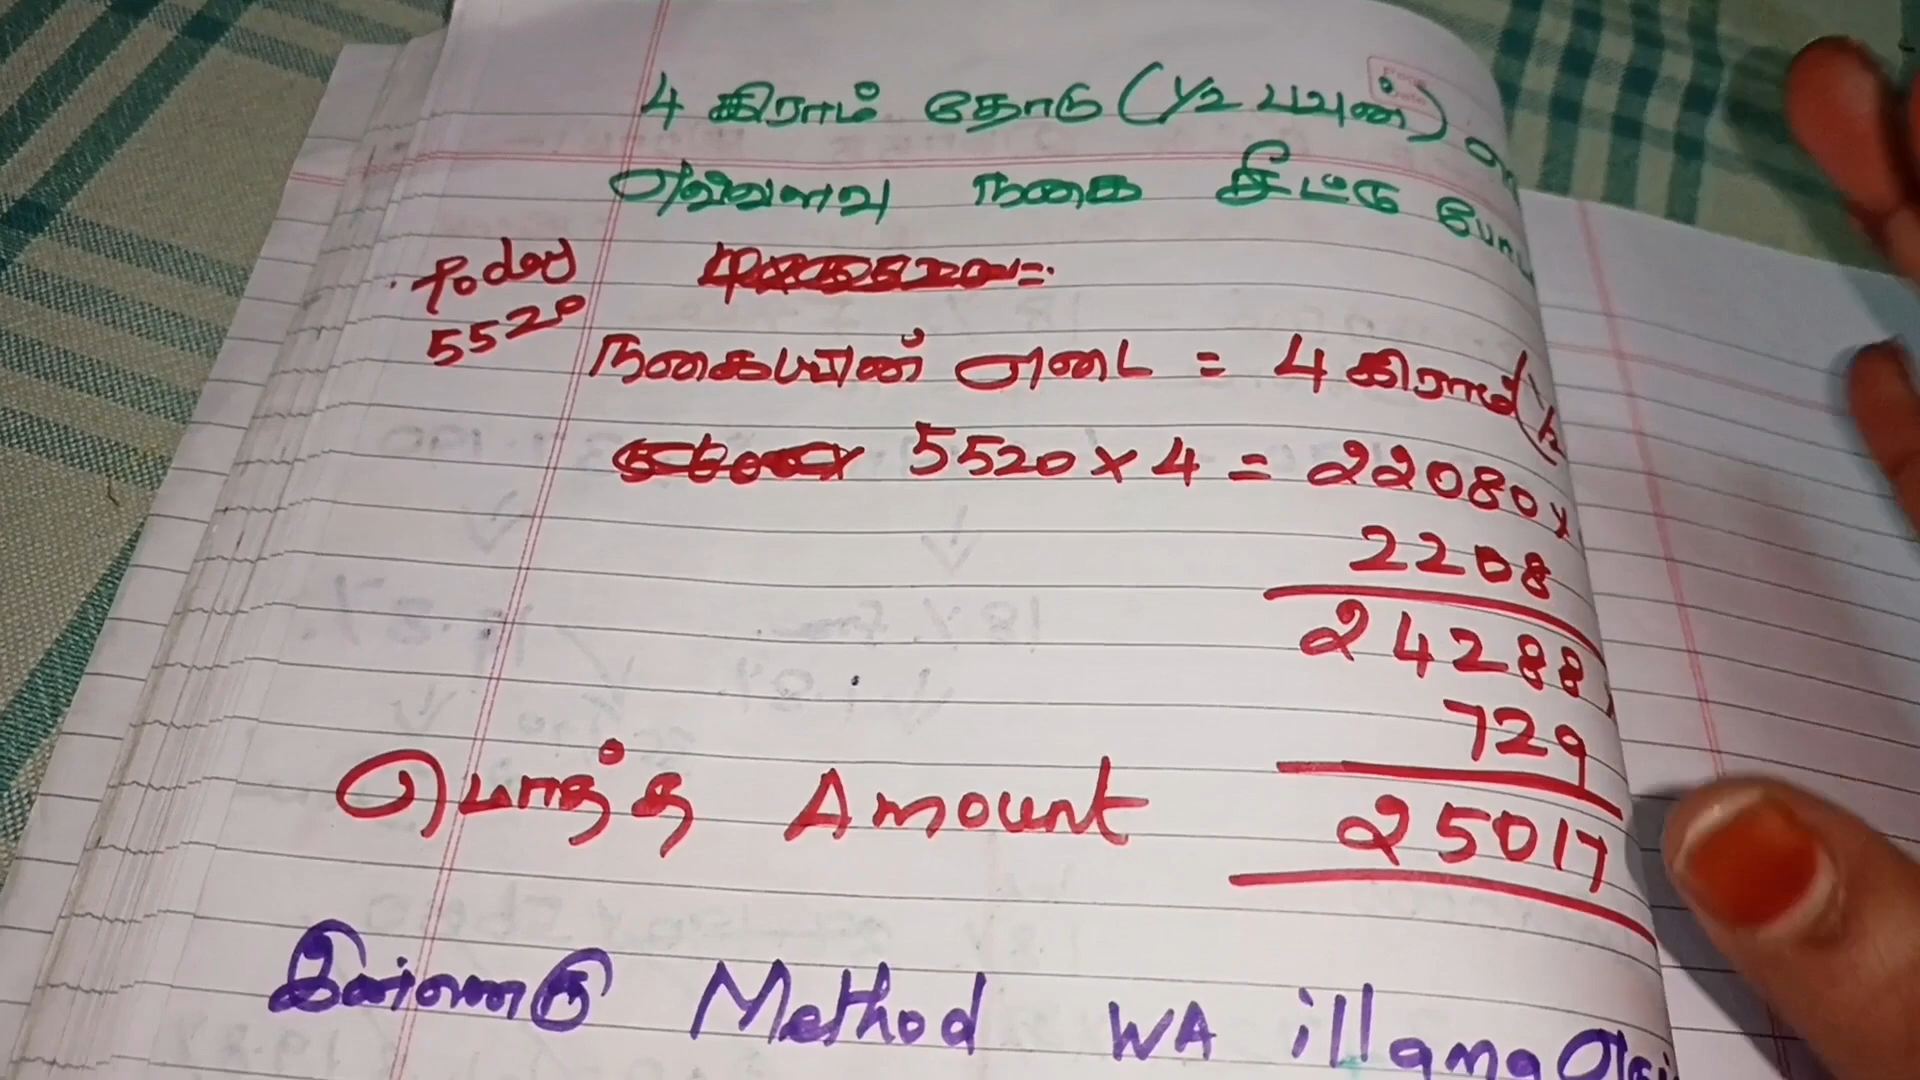 4 கிராம் தோடு (1/2 பவுன்)
எவ்வளவு நகை சீட்டு
Today
5520
நகையின் எடை = 4 கிராம்
5520 x 4 = 22080
2208
24288
729
மொத்த Amount 25017
இன்னொரு Method WA illama